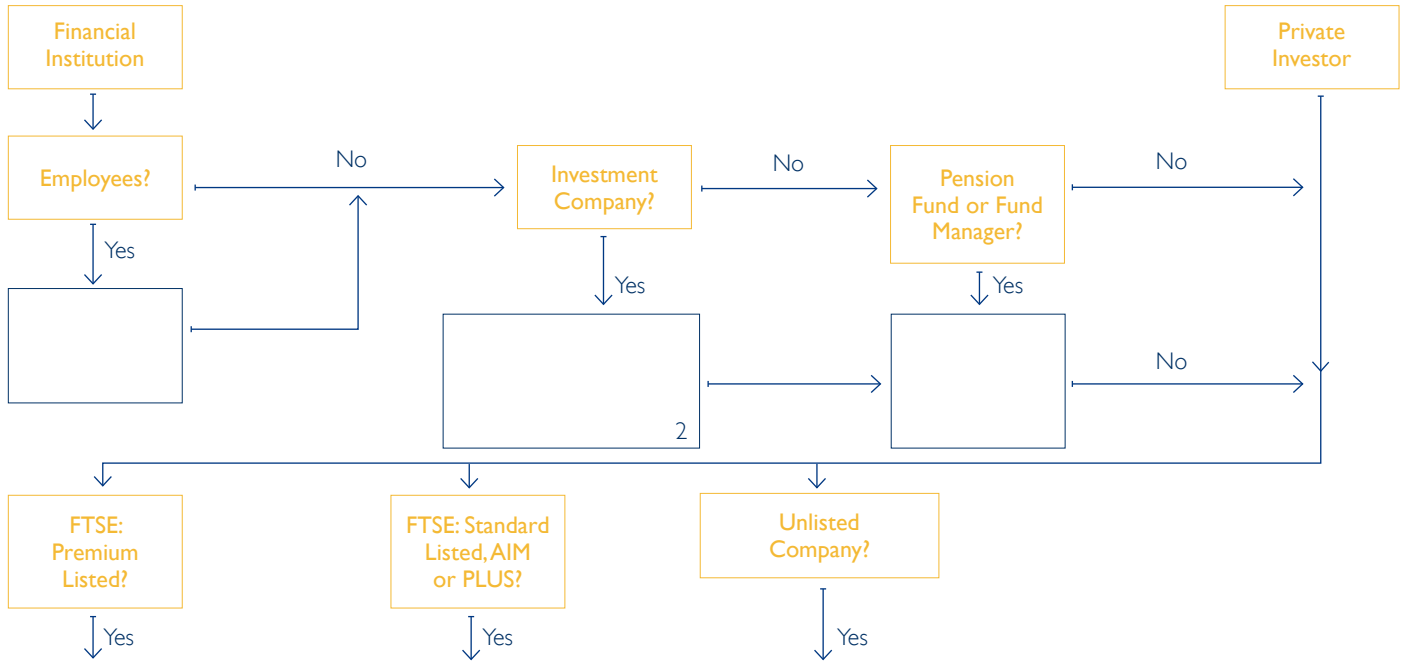 Financial
Institution
Private
Investor
Employees?
No
Investment
Company?
No
Pension
Fund or Fund
Manager?
No
Yes
Yes
Yes
No
2
FTSE:
Premium
Listed?
FTSE: Standard
Listed, AIM
or PLUS?
Unlisted
Company?
Yes
Yes
Yes